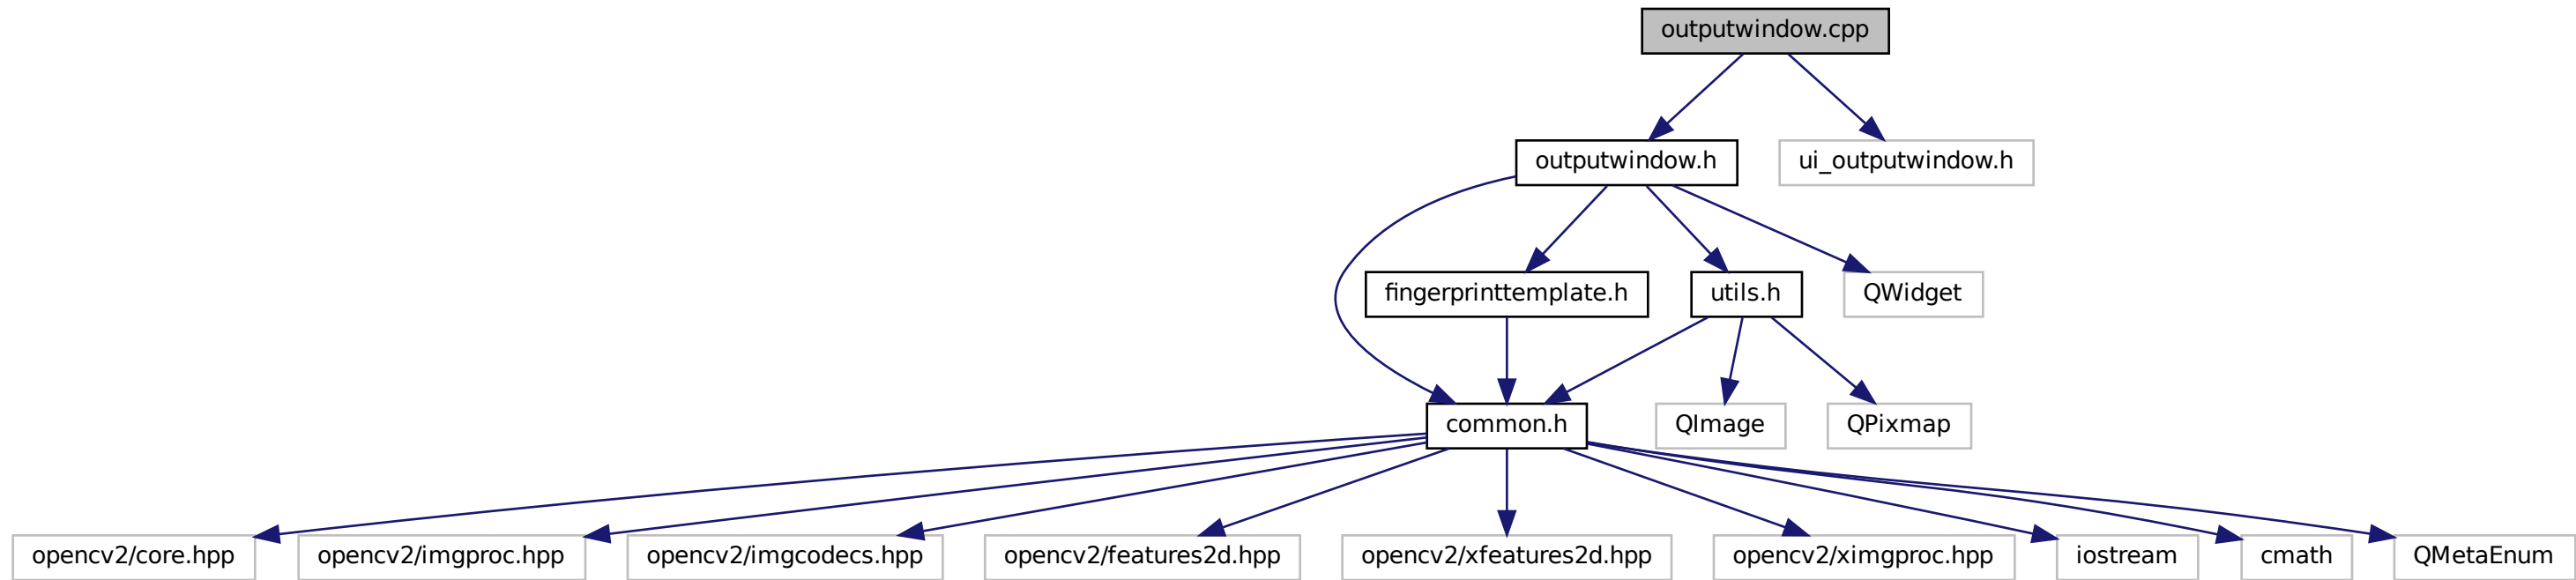 outputwindow.cpp
outputwindow.h
ui_outputwindow.h
fingerprinttemplate.h
utils.h
QWidget
common.h
QImage
QPixmap
opencv2/core.hpp
opencv2/imgproc.hpp
opencv2/imgcodecs.hpp
opencv2/features2d.hpp
opencv2/xfeatures2d.hpp
opencv2/ximgproc.hpp
iostream
cmath
QMetaEnum